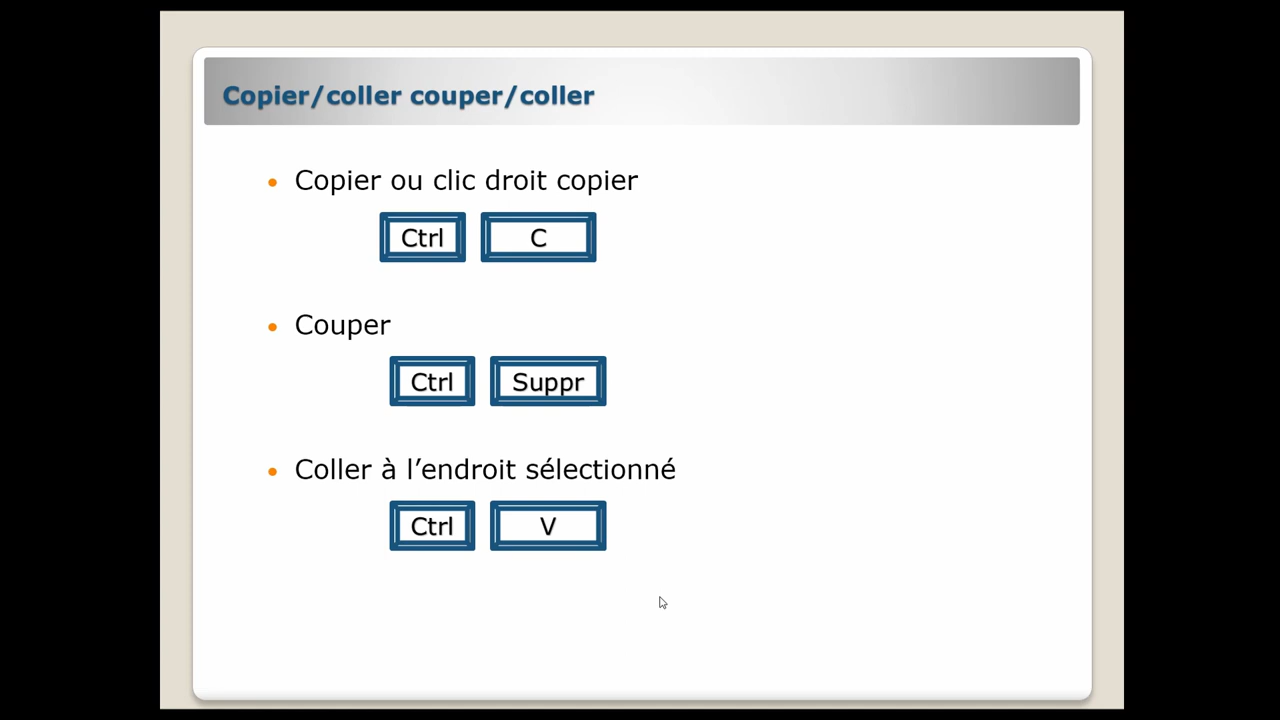 Copier/coller couper/coller
Copier ou clic droit copier
Ctrl C
Couper
Ctrl Suppr
Coller à l’endroit sélectionné
Ctrl V